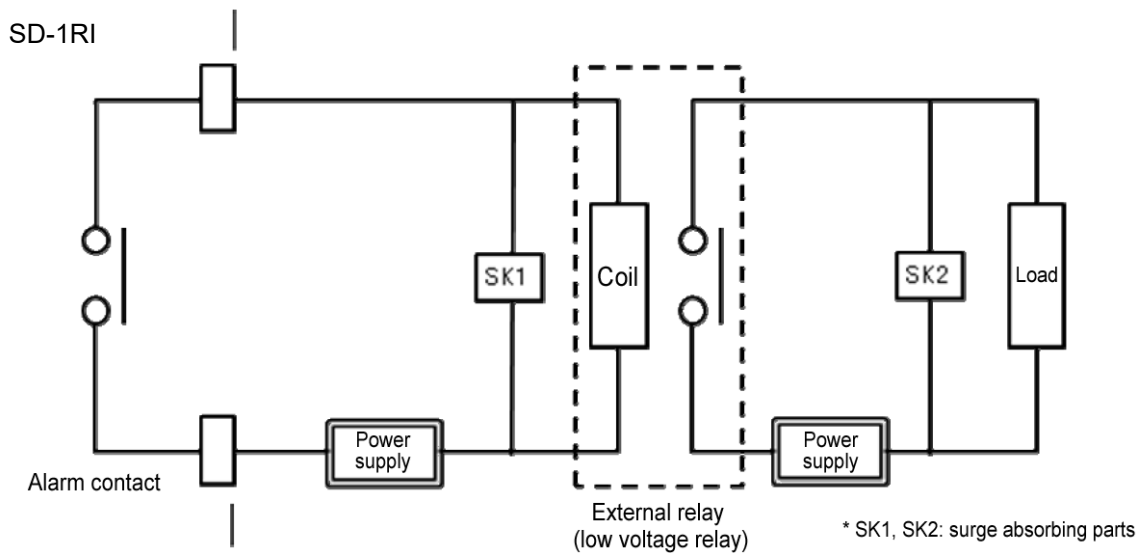 SD-1RI
SK1
Coil
SK2
Load
Power
supply
Power
supply
Alarm contact
External relay
(low voltage relay)
* SK1, SK2: surge absorbing parts